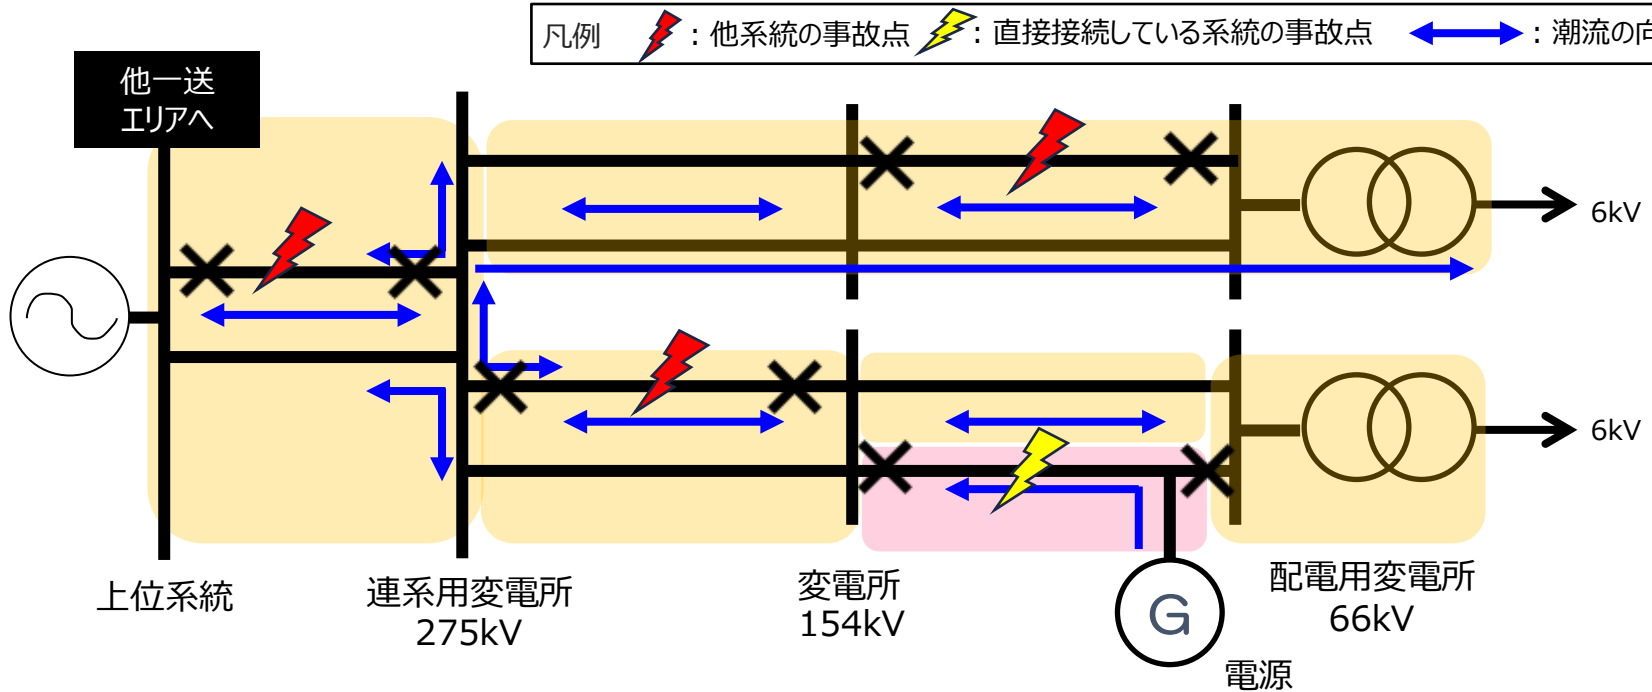 凡例 ：他系統の事故点 ：直接接続している系統の事故点 ：潮流の向
他一送
エリアへ
6kV
6kV
上位系統
連系用変電所
275kV
変電所
154kV
G
電源
配電用変電所
66kV